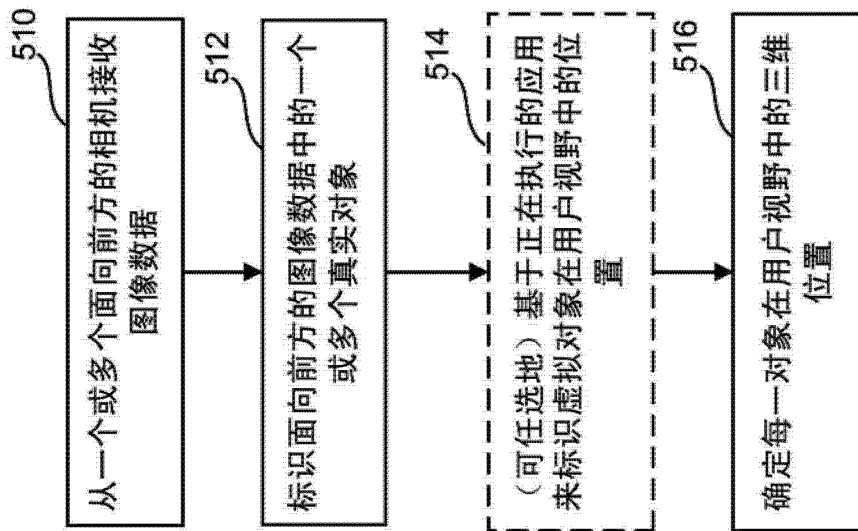 510
从一个或多个面向前方的相机接收
图像数据
512
标识面向前方的图像数据中的一个
或多个真实对象
514
（可任选地）基于正在执行的应用
来标识虚拟对象在用户视野中的位
置
516
确定每一对象在用户视野中的三维
位置